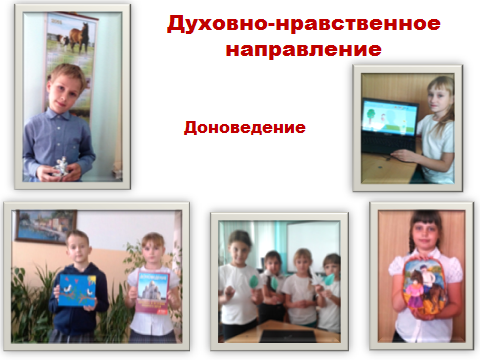 Духовно-нравственное
направление
Доноведение